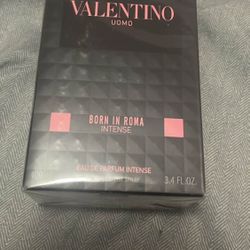 VALENTINO
UOMO
BORN IN ROMA
INTENSE
EAU DE PARFUM INTENSE
3.4 FL.OZ.